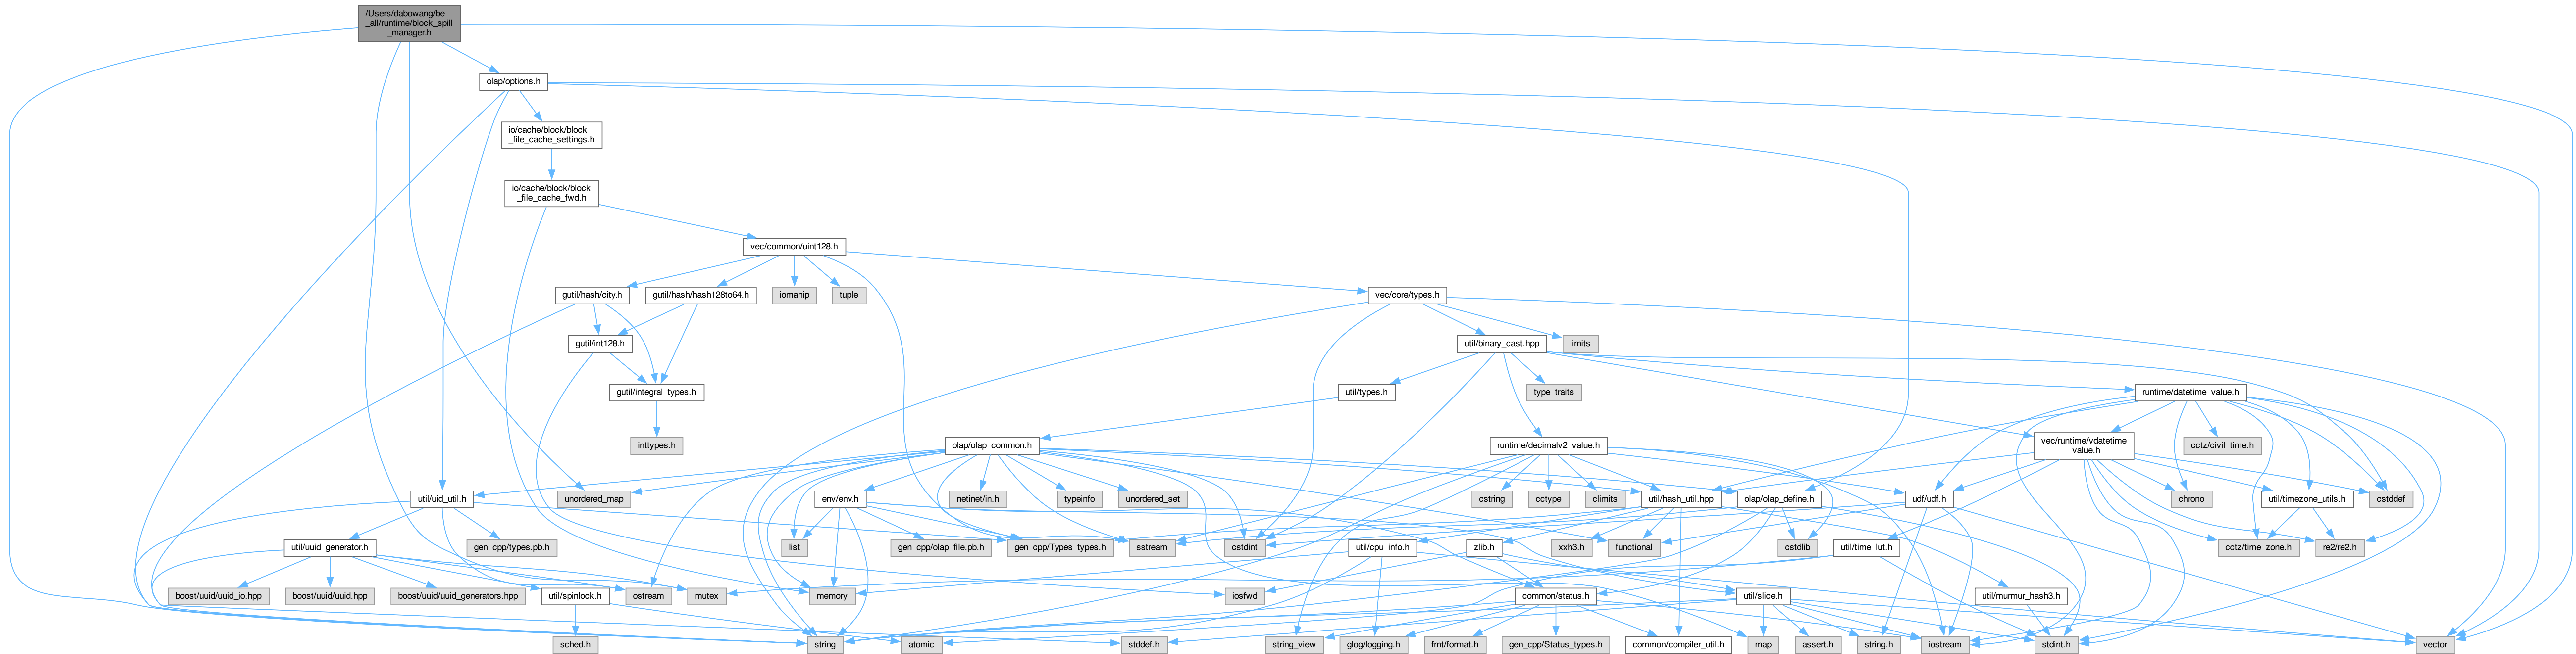 /Users/dabowang/be
_all/runtime/block_spill
_manager.h
olap/options.h
io/cache/block/block
_file_cache_settings.h
io/cache/block/block
_file_cache_fwd.h
vec/common/uint128.h
gutil/hash/city.h
gutil/hash/hash128to64.h
iomanip
tuple
vec/core/types.h
gutil/int128.h
util/binary_cast.hpp
limits
gutil/integral_types.h
util/types.h
type_traits
runtime/datetime_value.h
inttypes.h
olap/olap_common.h
runtime/decimalv2_value.h
vec/runtime/vdatetime
_value.h
cctz/civil_time.h
util/uid_util.h
unordered_map
env/env.h
netinet/in.h
typeinfo
unordered_set
cstring
cctype
climits
util/hash_util.hpp
olap/olap_define.h
udf/udf.h
chrono
util/timezone_utils.h
cstddef
util/uuid_generator.h
gen_cpp/types.pb.h
list
gen_cpp/olap_file.pb.h
gen_cpp/Types_types.h
sstream
cstdint
util/cpu_info.h
zlib.h
xxh3.h
functional
cstdlib
util/time_lut.h
cctz/time_zone.h
re2/re2.h
boost/uuid/uuid_io.hpp
boost/uuid/uuid.hpp
boost/uuid/uuid_generators.hpp
util/spinlock.h
ostream
mutex
memory
iosfwd
common/status.h
util/slice.h
util/murmur_hash3.h
sched.h
string
atomic
stddef.h
string_view
glog/logging.h
fmt/format.h
gen_cpp/Status_types.h
common/compiler_util.h
map
assert.h
string.h
iostream
stdint.h
vector